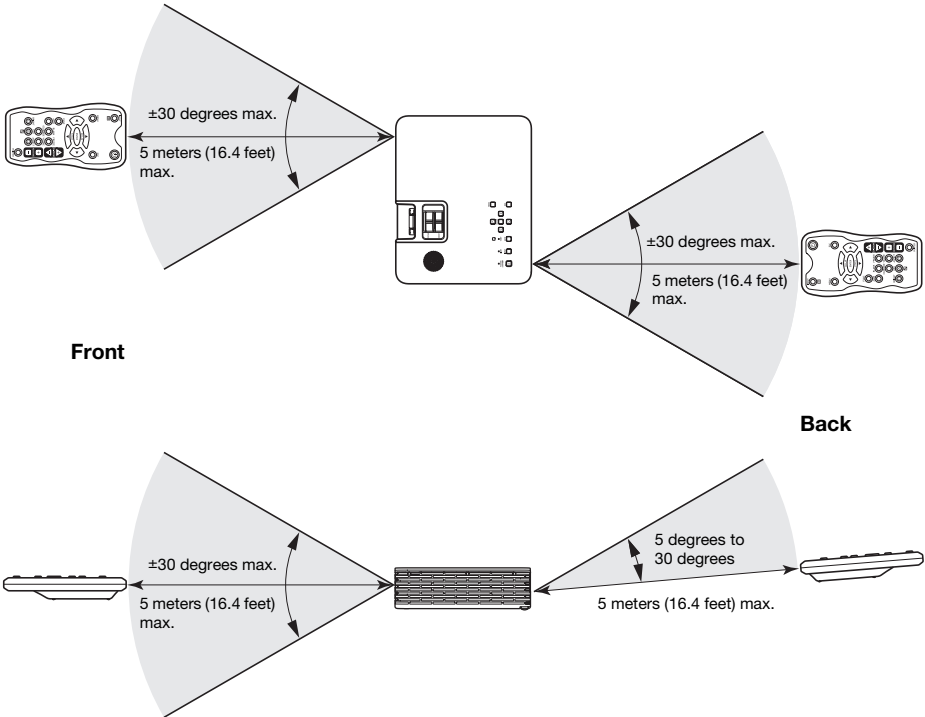 ±30 degrees max.
5 meters (16.4 feet)
max.
±30 degrees max.
5 meters (16.4 feet)
max.
Front
Back
±30 degrees max.
5 meters (16.4 feet)
max.
5 degrees to
30 degrees
5 meters (16.4 feet) max.